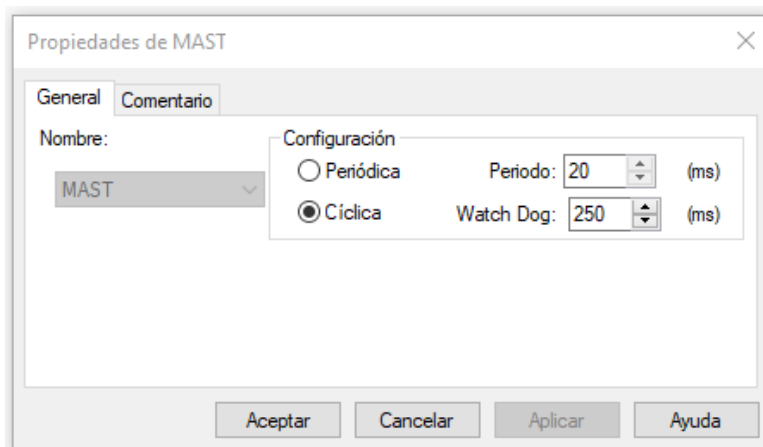 Propiedades de MAST
General Comentario
Nombre:
MAST
Configuración
Periódica Periodo: 20 (ms)
Cíclica Watch Dog: 250 (ms)
Aceptar Cancelar Aplicar Ayuda